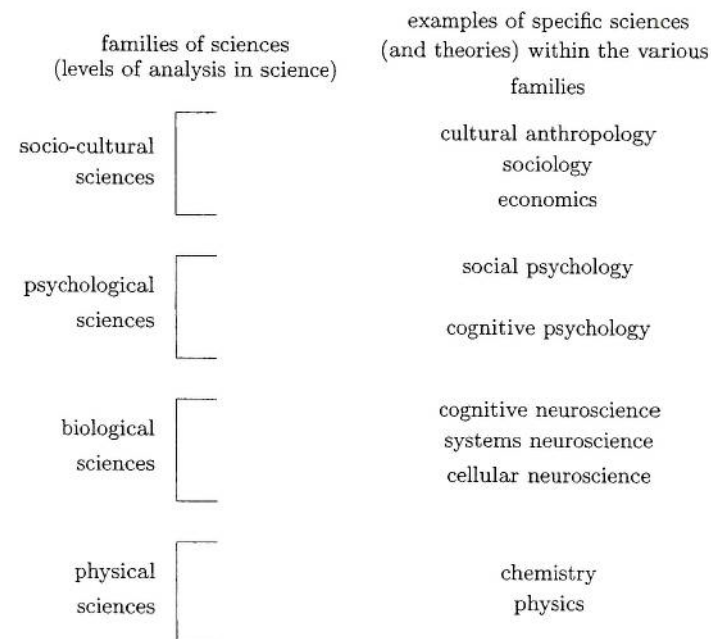 families of sciences
(levels of analysis in science)
examples of specific sciences
(and theories) within the various
families
socio-cultural
sciences
cultural anthropology
sociology
economics
psychological
sciences
social psychology
cognitive psychology
biological
sciences
cognitive neuroscience
systems neuroscience
cellular neuroscience
physical
sciences
chemistry
physics